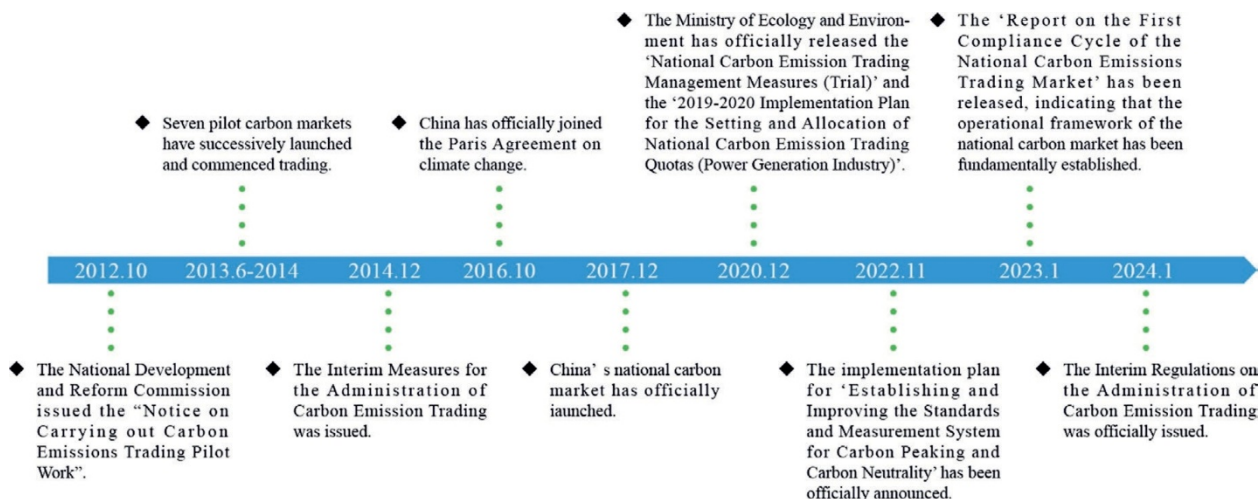 ◆ The Ministry of Ecology and Environ-
ment has officially released the
‘National Carbon Emission Trading
Management Measures (Trial)’ and
the ‘2019-2020 Implementation Plan
for the Setting and Allocation of
National Carbon Emission Trading
Quotas (Power Generation Industry)’.
◆ The ‘Report on the First
Compliance Cycle of the
National Carbon Emissions
Trading Market’ has been
released, indicating that the
operational framework of the
national carbon market has been
fundamentally established.
◆ Seven pilot carbon markets
have successively launched
and commenced trading.
◆ China has officially joined
the Paris Agreement on
climate change.
2012.10 2013.6-2014 2014.12 2016.10 2017.12 2020.12 2022.11 2023.1 2024.1
◆ The National Development
and Reform Commission
issued the “Notice on
Carrying out Carbon
Emissions Trading Pilot
Work”.
◆ The Interim Measures for
the Administration of
Carbon Emission Trading
was issued.
◆ China’ s national carbon
market has officially
iaunched.
◆ The implementation plan
for ‘Establishing and
Improving the Standards
and Measurement System
for Carbon Peaking and
Carbon Neutrality’ has been
officially announced.
◆ The Interim Regulations on
the Administration of
Carbon Emission Trading
was officially issued.